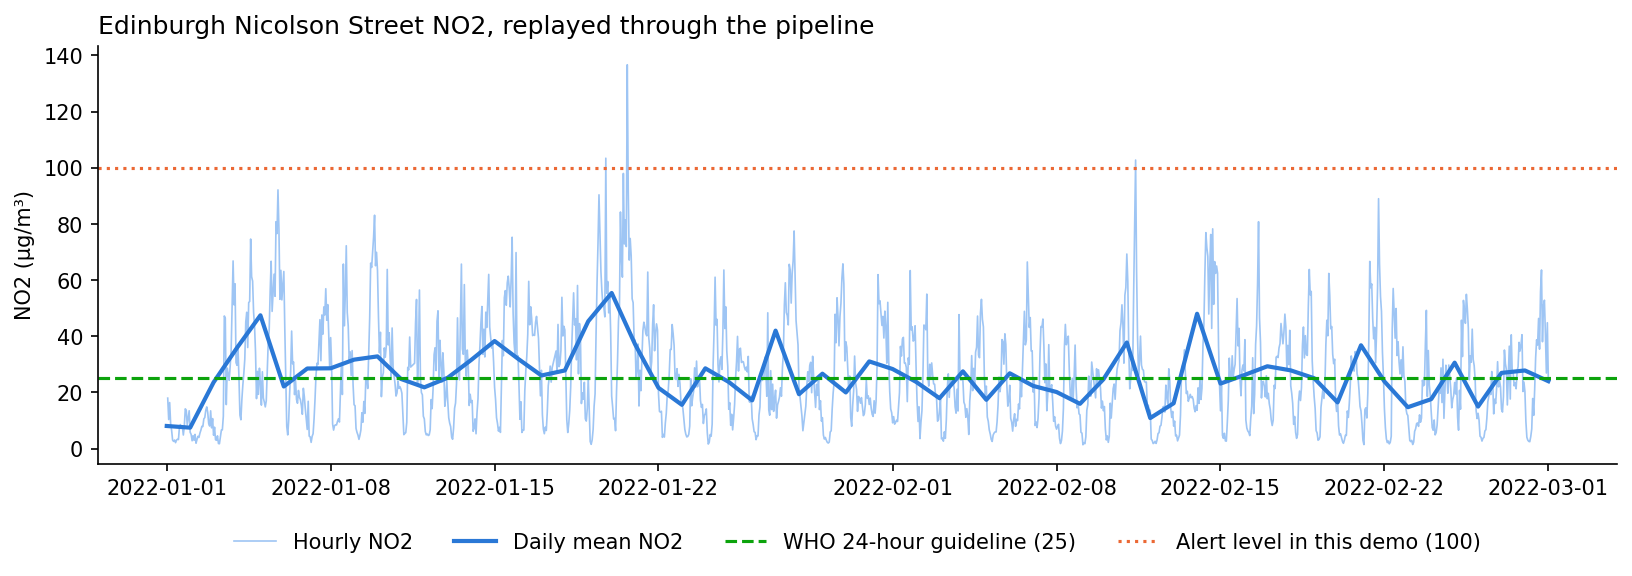 Edinburgh Nicolson Street NO2, replayed through the pipeline
NO2 (µg/m³)
140
120
100
80
60
40
20
0
2022-01-01 2022-01-08 2022-01-15 2022-01-22 2022-02-01 2022-02-08 2022-02-15 2022-02-22 2022-03-01
Hourly NO2 Daily mean NO2 WHO 24-hour guideline (25) Alert level in this demo (100)